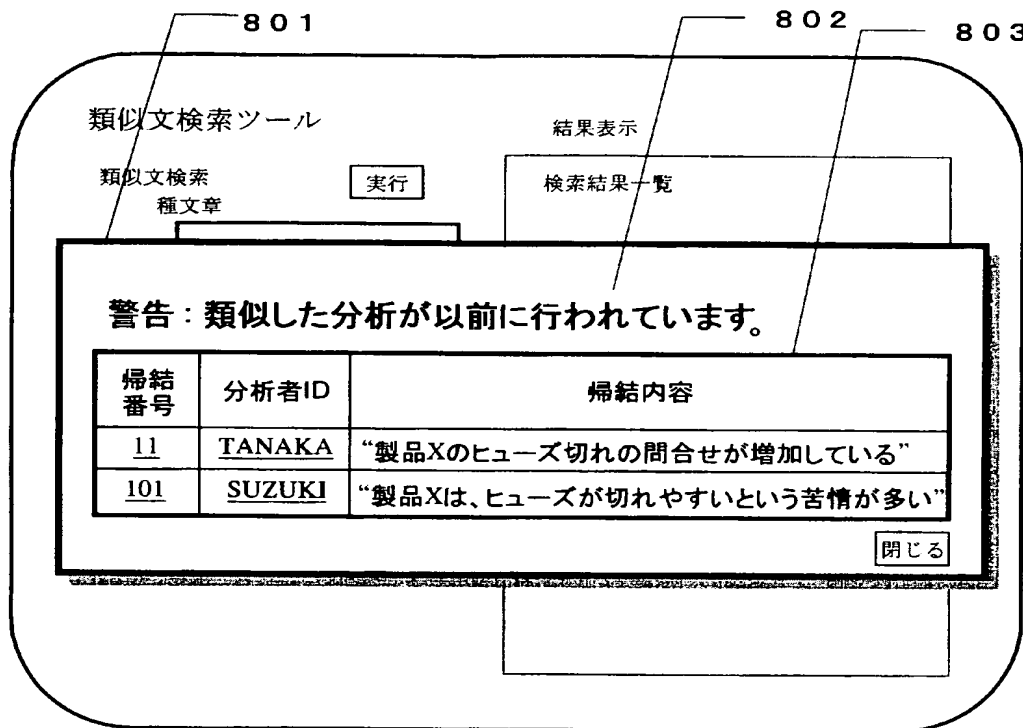 801
802
803
類似文検索ツール
結果表示
類似文検索
実行
検索結果一覧
種文章
警告：類似した分析が以前に行われています。
帰結番号 分析者ID 帰結内容
11 TANAKA “製品Xのヒューズ切れの問合せが増加している”
101 SUZUKI “製品Xは、ヒューズが切れやすいという苦情が多い”
閉じる